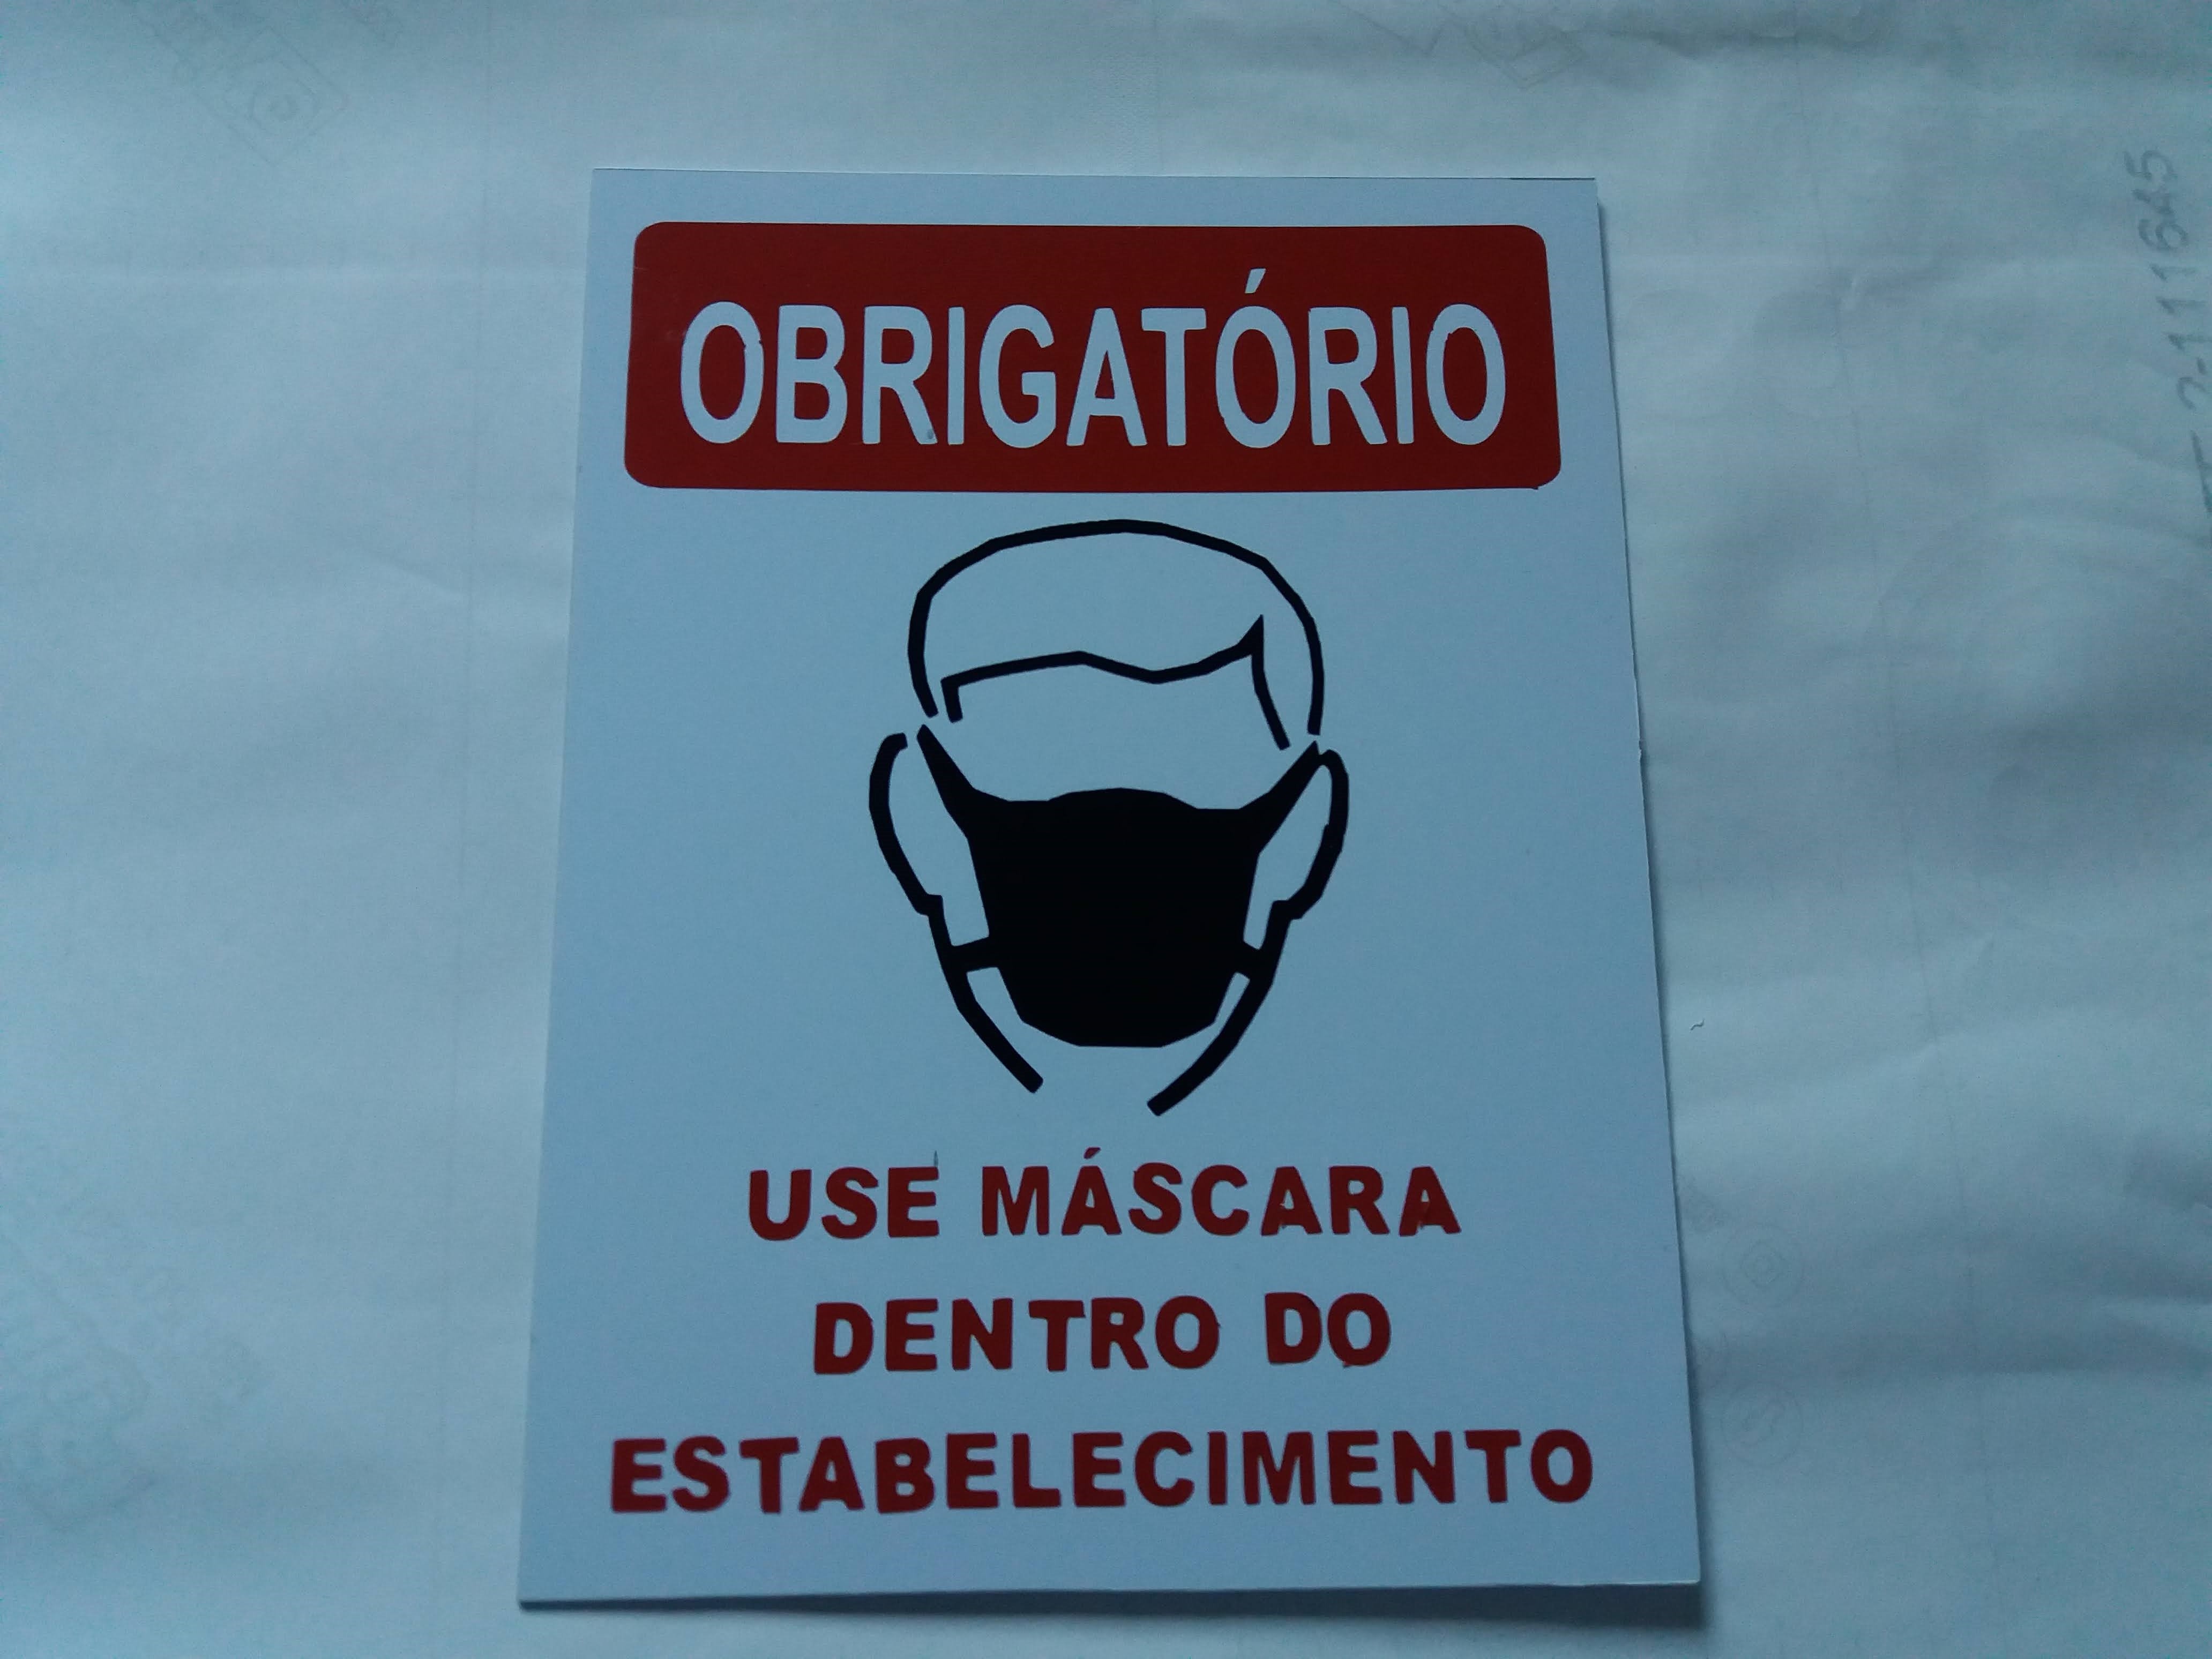 OBRIGATÓRIO
USE MÁSCARA
DENTRO DO
ESTABELECIMENTO